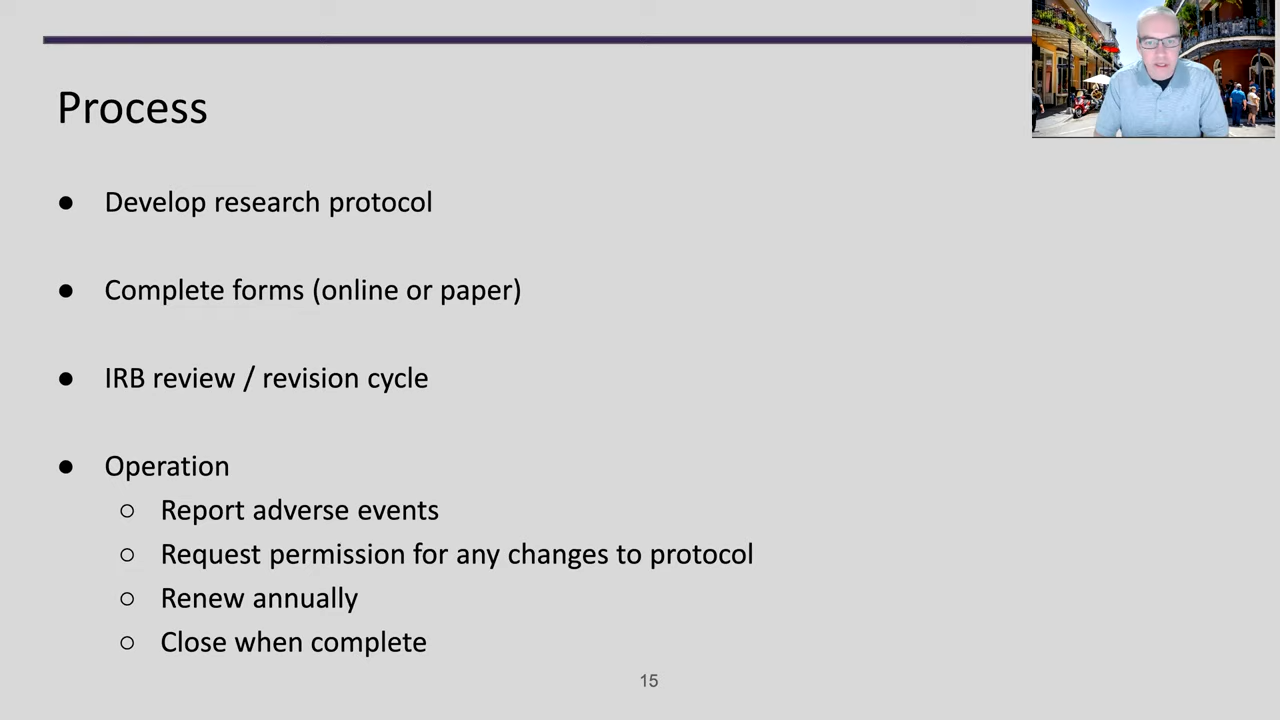 Process
● Develop research protocol
● Complete forms (online or paper)
● IRB review / revision cycle
● Operation
○ Report adverse events
○ Request permission for any changes to protocol
○ Renew annually
○ Close when complete
15